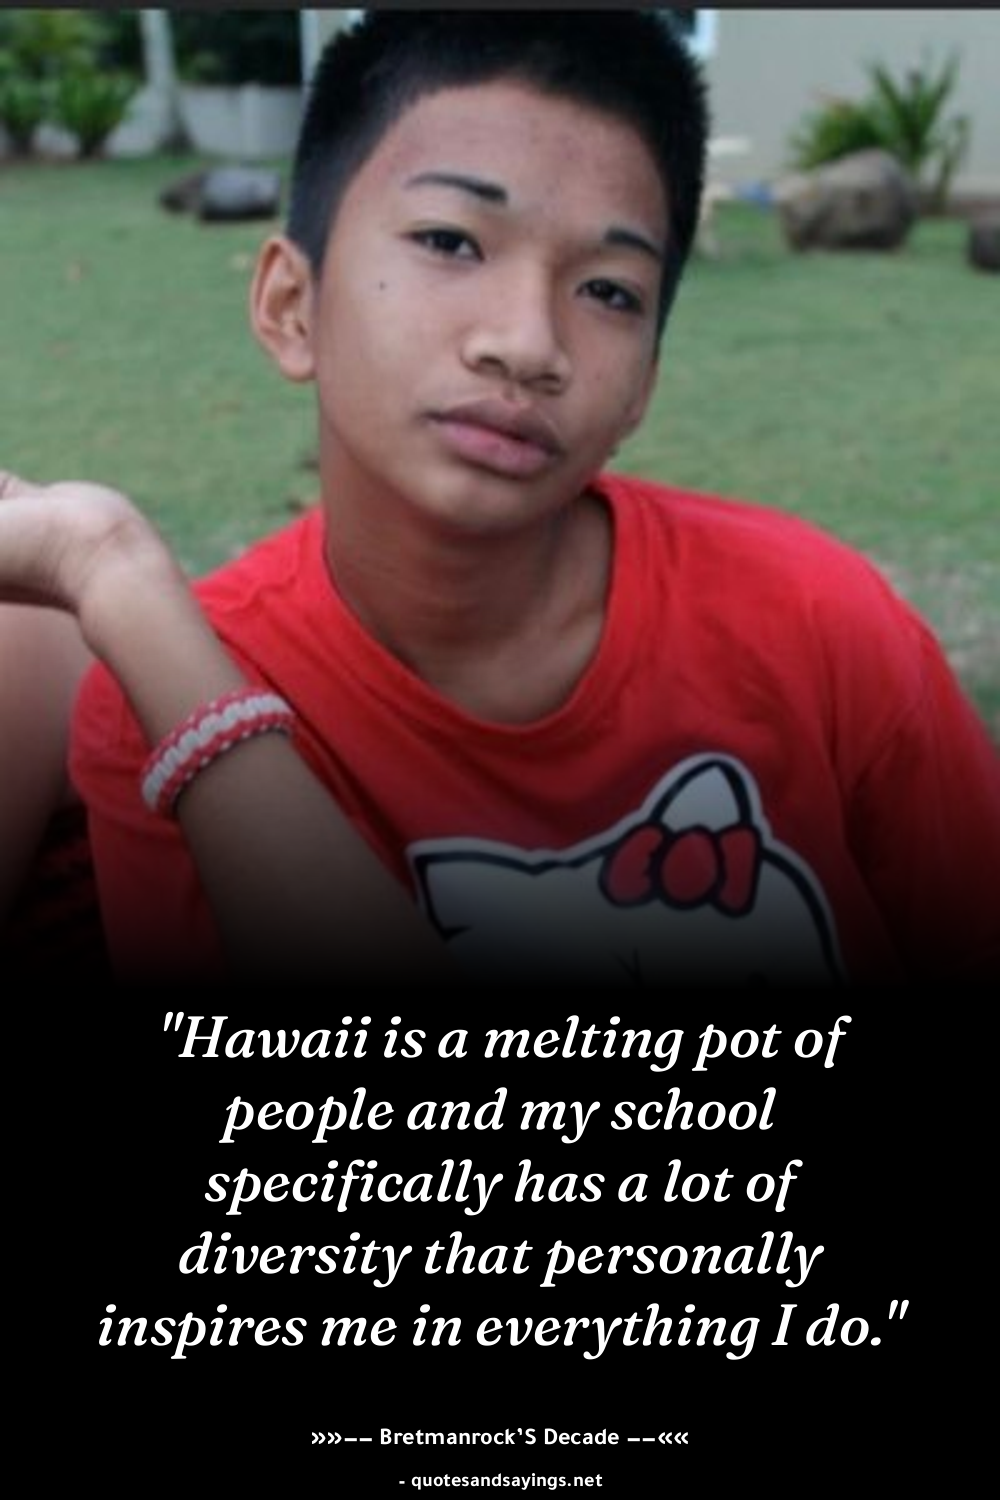 "Hawaii is a melting pot of
people and my school
specifically has a lot of
diversity that personally
inspires me in everything I do."
»»−− Bretmanrock’S Decade −−««
- quotesandsayings.net